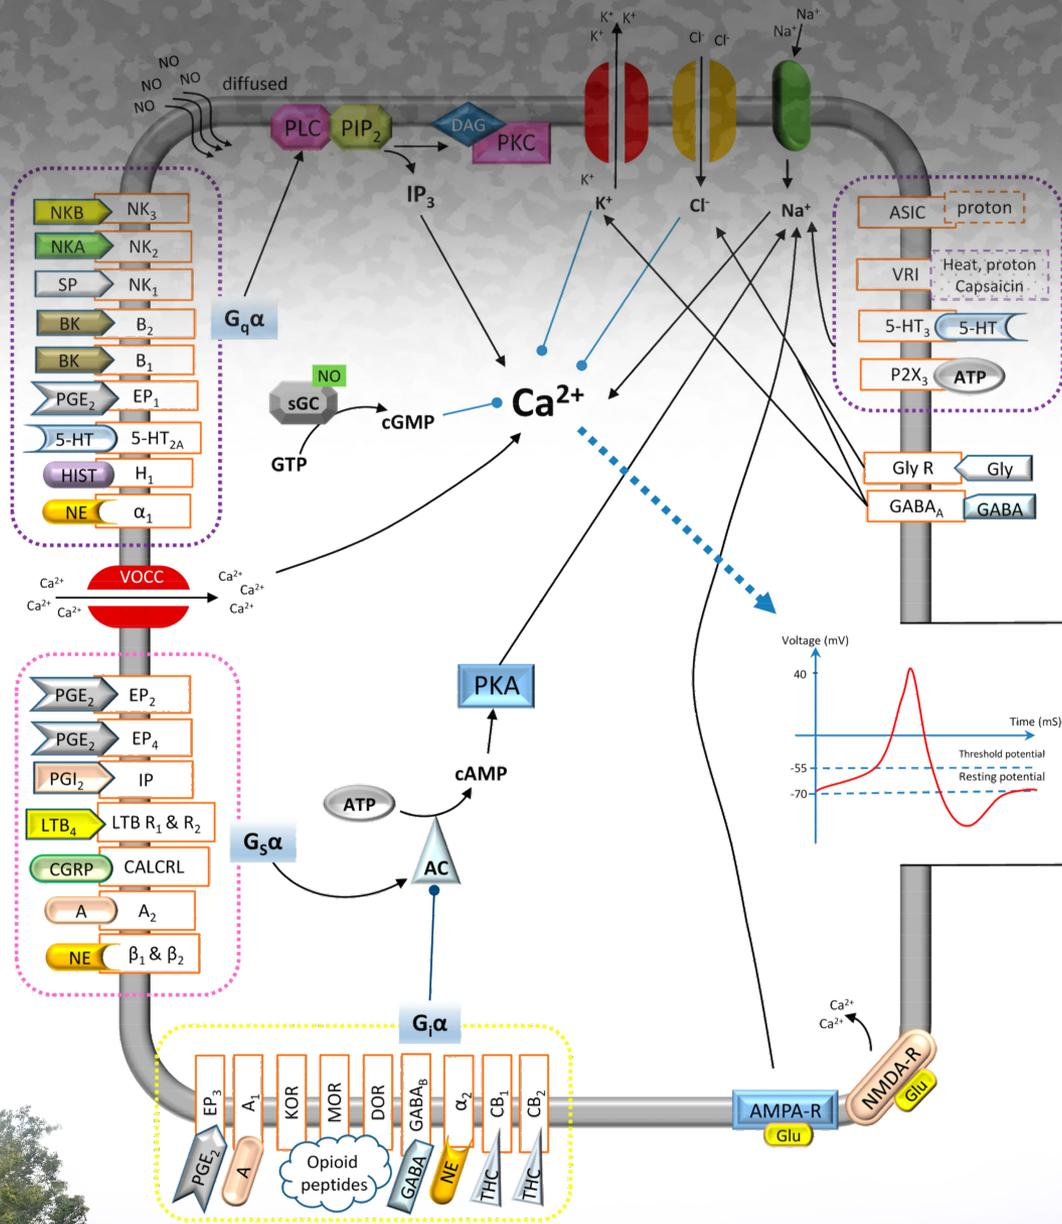 NO
NO
NO
NO
diffused
PLC
PIP₂
DAG
PKC
IP₃
K⁺
K⁺
K⁺
K⁺
K⁺
Cl⁻
Cl⁻
Cl⁻
Na⁺
Na⁺
Na⁺
NKB NK₃
NKA NK₂
SP NK₁
BK B₂
BK B₁
PGE₂ EP₁
5-HT 5-HT₂A
HIST H₁
NE α₁
Gqα
NO
sGC
cGMP
GTP
Ca²⁺
ASIC proton
VRI Heat, proton
Capsaicin
5-HT₃ 5-HT
P2X₃ ATP
Gly R Gly
GABAA GABA
VOCC
Ca²⁺
Ca²⁺
Ca²⁺
Ca²⁺
Ca²⁺
Ca²⁺
PGE₂ EP₂
PGE₂ EP₄
PGI₂ IP
LTB₄ LTB R₁ & R₂
CGRP CALCRL
A A₂
NE β₁ & β₂
GSα
PKA
cAMP
ATP
AC
Giα
Voltage (mV)
40
Time (mS)
Threshold potential
-55
Resting potential
-70
EP₃
A₁
KOR
MOR
DOR
GABAB
α₂
CB₁
CB₂
PGE₂
A
Opioid
peptides
GABA
NE
THC
THC
AMPA-R
Glu
Ca²⁺
Ca²⁺
NMDA-R
Glu